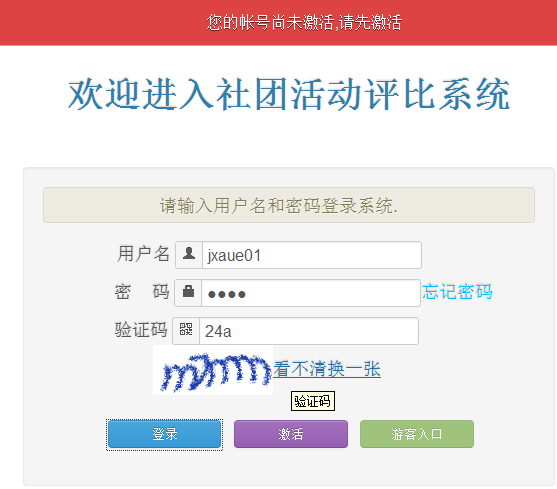 您的帐号尚未激活,请先激活
欢迎进入社团活动评比系统
请输入用户名和密码登录系统.
用户名 jxaue01
密 码 ●●●● 忘记密码
验证码 24a
看不清换一张
验证码
登录 激活 游客入口